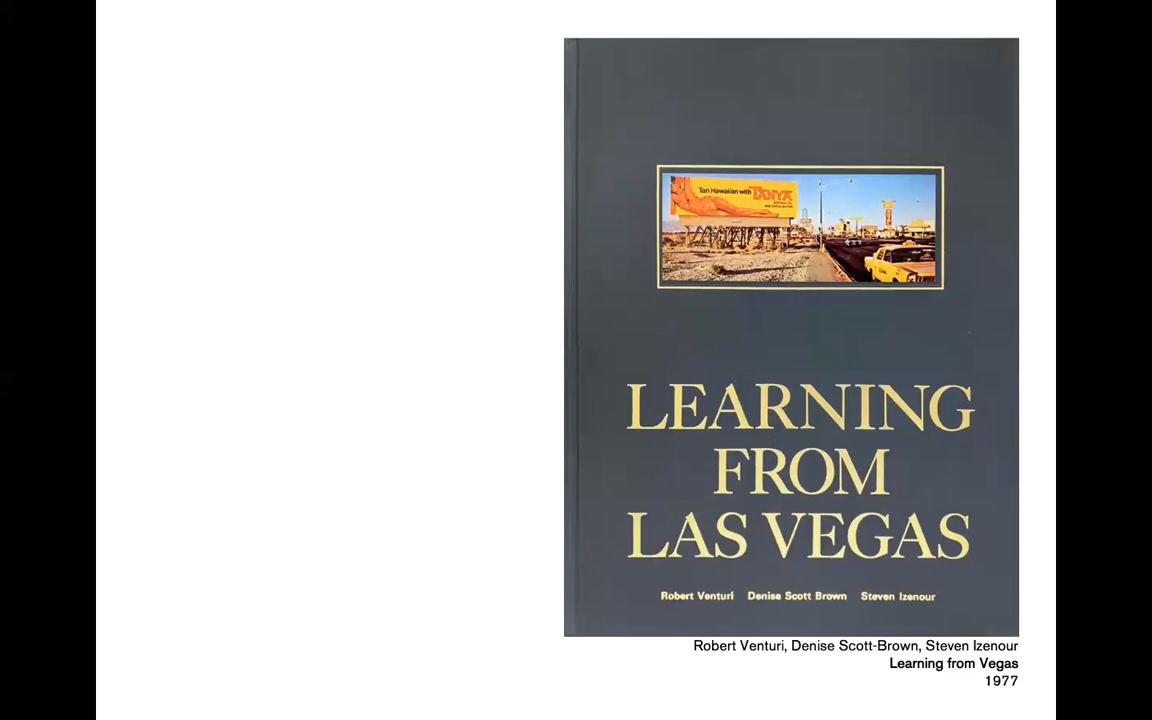 Tan Hawaiian with TANYA
LEARNING
FROM
LAS VEGAS
Robert Venturi Denise Scott Brown Steven Izenour
Robert Venturi, Denise Scott-Brown, Steven Izenour
Learning from Vegas
1977